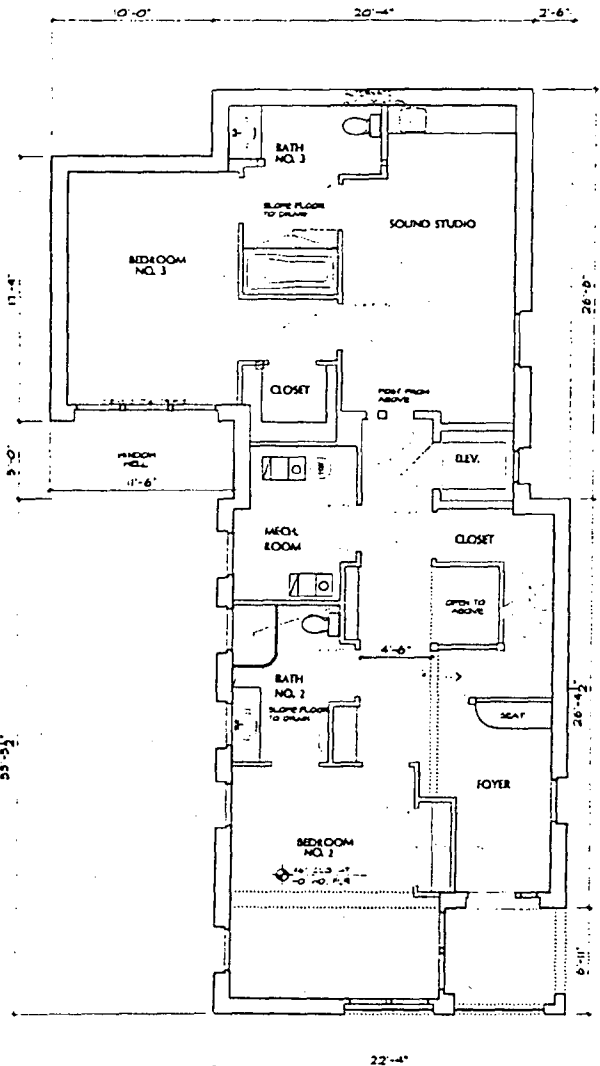 10'-0"
20'-4"
2'-6"
BATH
NO. 3
SLOPE FLOOR
TO DRAIN
SOUND STUDIO
BEDROOM
NO. 3
17'-4"
26'-8"
CLOSET
POST FROM
ABOVE
WINDOW
WELL
11'-6"
5'-0"
ELEV.
MECH.
ROOM
CLOSET
OPEN TO
ABOVE
4'-6"
BATH
NO. 2
SLOPE FLOOR
TO DRAIN
SEAT
26'-4 1/2"
55'-5 1/2"
FOYER
BEDROOM
NO. 2
6'-11"
22'-4"